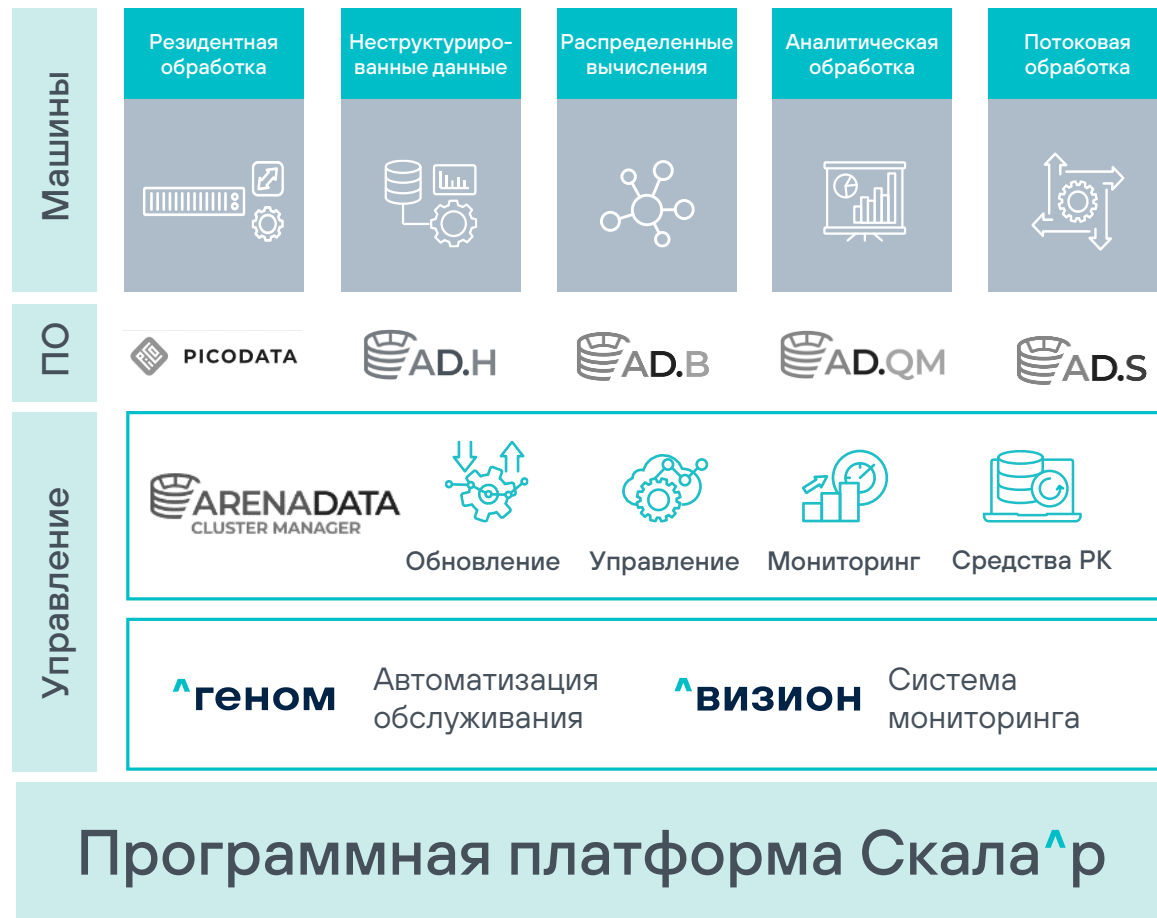 Машины
Резидентная
обработка
Неструктуриро-
ванные данные
Распределенные
вычисления
Аналитическая
обработка
Потоковая
обработка
ПО
PICODATA
AD.H
AD.B
AD.QM
AD.S
Управление
ARENADATA
CLUSTER MANAGER
Обновление
Управление
Мониторинг
Средства РК
^геном
Автоматизация
обслуживания
^визион
Система
мониторинга
Программная платформа Скала^р